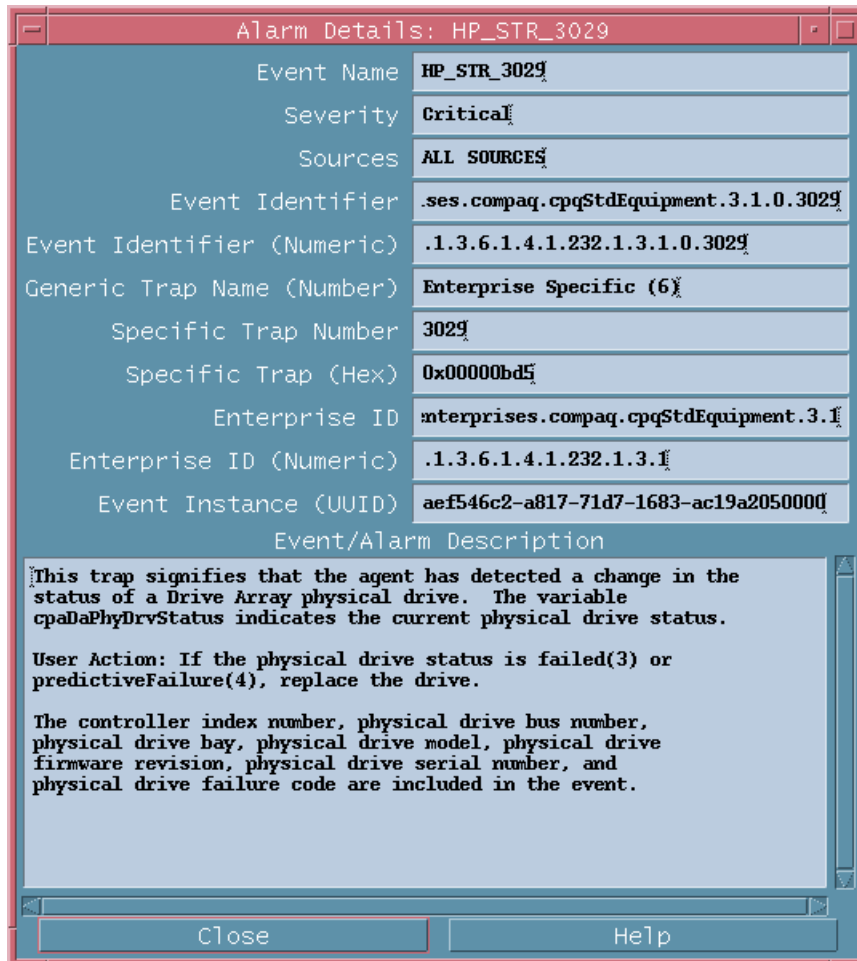 Alarm Details: HP_STR_3029
Event Name HP_STR_3029
Severity Critical
Sources ALL SOURCES
Event Identifier .ses.compaq.cpqStdEquipment.3.1.0.3029
Event Identifier (Numeric) .1.3.6.1.4.1.232.1.3.1.0.3029
Generic Trap Name (Number) Enterprise Specific (6)
Specific Trap Number 3029
Specific Trap (Hex) 0x00000bd5
Enterprise ID nterprises.compaq.cpqStdEquipment.3.1
Enterprise ID (Numeric) .1.3.6.1.4.1.232.1.3.1
Event Instance (UUID) aef546c2-a817-71d7-1683-ac19a2050000
Event/Alarm Description
This trap signifies that the agent has detected a change in the
status of a Drive Array physical drive.  The variable
cpaDaPhyDrvStatus indicates the current physical drive status.
User Action: If the physical drive status is failed(3) or
predictiveFailure(4), replace the drive.
The controller index number, physical drive bus number,
physical drive bay, physical drive model, physical drive
firmware revision, physical drive serial number, and
physical drive failure code are included in the event.
Close Help